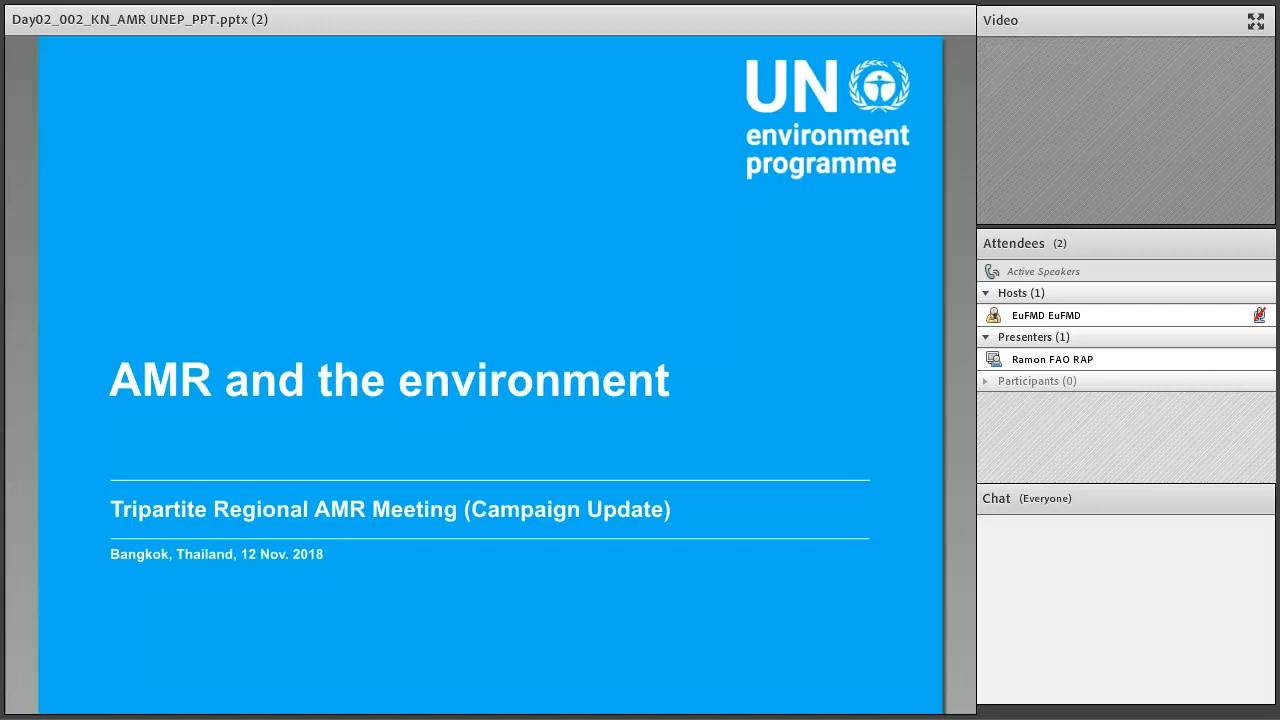 Day02_002_KN_AMR UNEP_PPT.pptx (2)
UN
environment
programme
AMR and the environment
Tripartite Regional AMR Meeting (Campaign Update)
Bangkok, Thailand, 12 Nov. 2018
Video
Attendees (2)
Active Speakers
Hosts (1)
EuFMD EuFMD
Presenters (1)
Ramon FAO RAP
Participants (0)
Chat (Everyone)